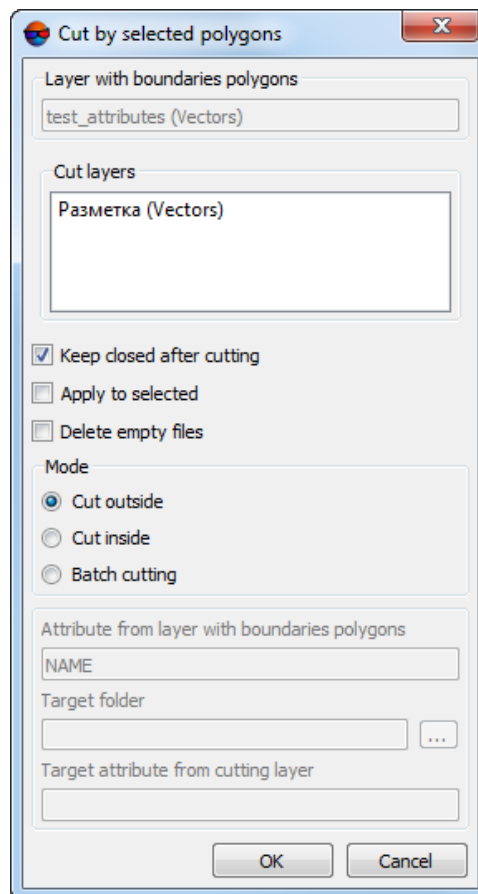 Cut by selected polygons
Layer with boundaries polygons
test_attributes (Vectors)
Cut layers
Разметка (Vectors)
Keep closed after cutting
Apply to selected
Delete empty files
Mode
Cut outside
Cut inside
Batch cutting
Attribute from layer with boundaries polygons
NAME
Target folder
...
Target attribute from cutting layer
OK Cancel